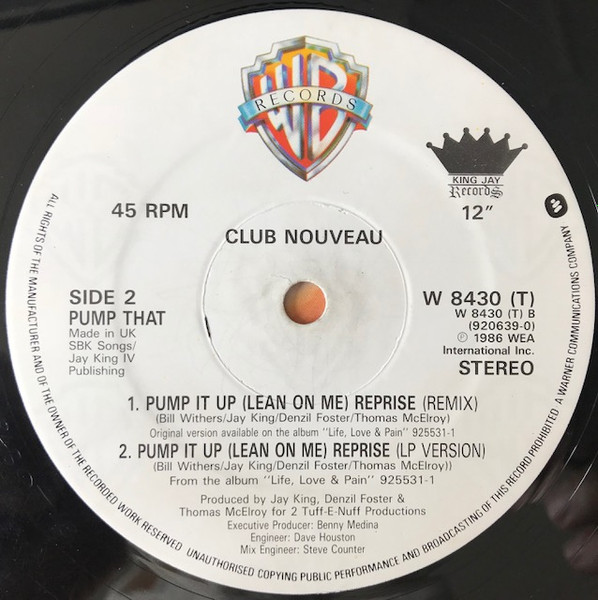 WB
RECORDS
KING JAY
Records
45 RPM
12"
CLUB NOUVEAU
SIDE 2
PUMP THAT
Made in UK
SBK Songs/
Jay King IV
Publishing
W 8430 (T)
W 8430 (T) B
(920639-0)
℗ 1986 WEA
International Inc.
STEREO
1. PUMP IT UP (LEAN ON ME) REPRISE (REMIX)
(Bill Withers/Jay King/Denzil Foster/Thomas McElroy)
Original version available on the album "Life, Love & Pain" 925531-1
2. PUMP IT UP (LEAN ON ME) REPRISE (LP VERSION)
(Bill Withers/Jay King/Denzil Foster/Thomas McElroy))
From the album "Life, Love & Pain" 925531-1
Produced by Jay King, Denzil Foster &
Thomas McElroy for 2 Tuff-E-Nuff Productions
Executive Producer: Benny Medina
Engineer: Dave Houston
Mix Engineer: Steve Counter
ALL RIGHTS OF THE MANUFACTURER AND OF THE OWNER OF THE RECORDED WORK RESERVED UNAUTHORISED COPYING PUBLIC PERFORMANCE AND BROADCASTING OF THIS RECORD PROHIBITED A WARNER COMMUNICATIONS COMPANY